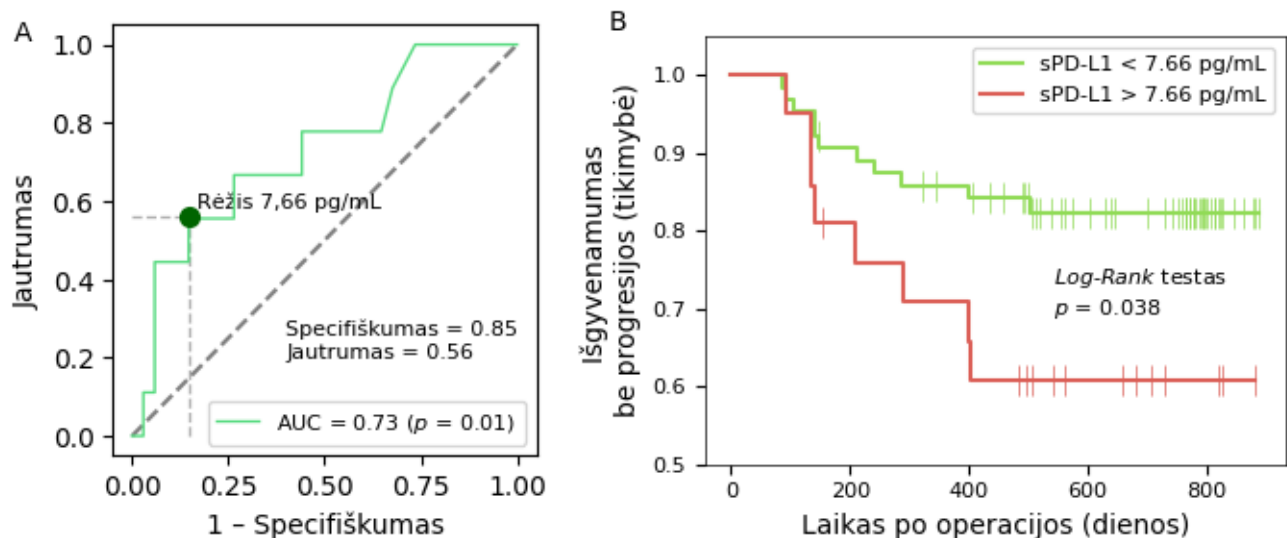 A
Jautrumas
1.0
0.8
0.6
0.4
0.2
0.0
Rėžis 7,66 pg/mL
Specifiškumas = 0.85
Jautrumas = 0.56
AUC = 0.73 (p = 0.01)
0.00 0.25 0.50 0.75 1.00
1 – Specifiškumas
B
Išgyvenamumas
be progresijos (tikimybė)
1.0
0.9
0.8
0.7
0.6
0.5
sPD-L1 < 7.66 pg/mL
sPD-L1 > 7.66 pg/mL
Log-Rank testas
p = 0.038
0 200 400 600 800
Laikas po operacijos (dienos)